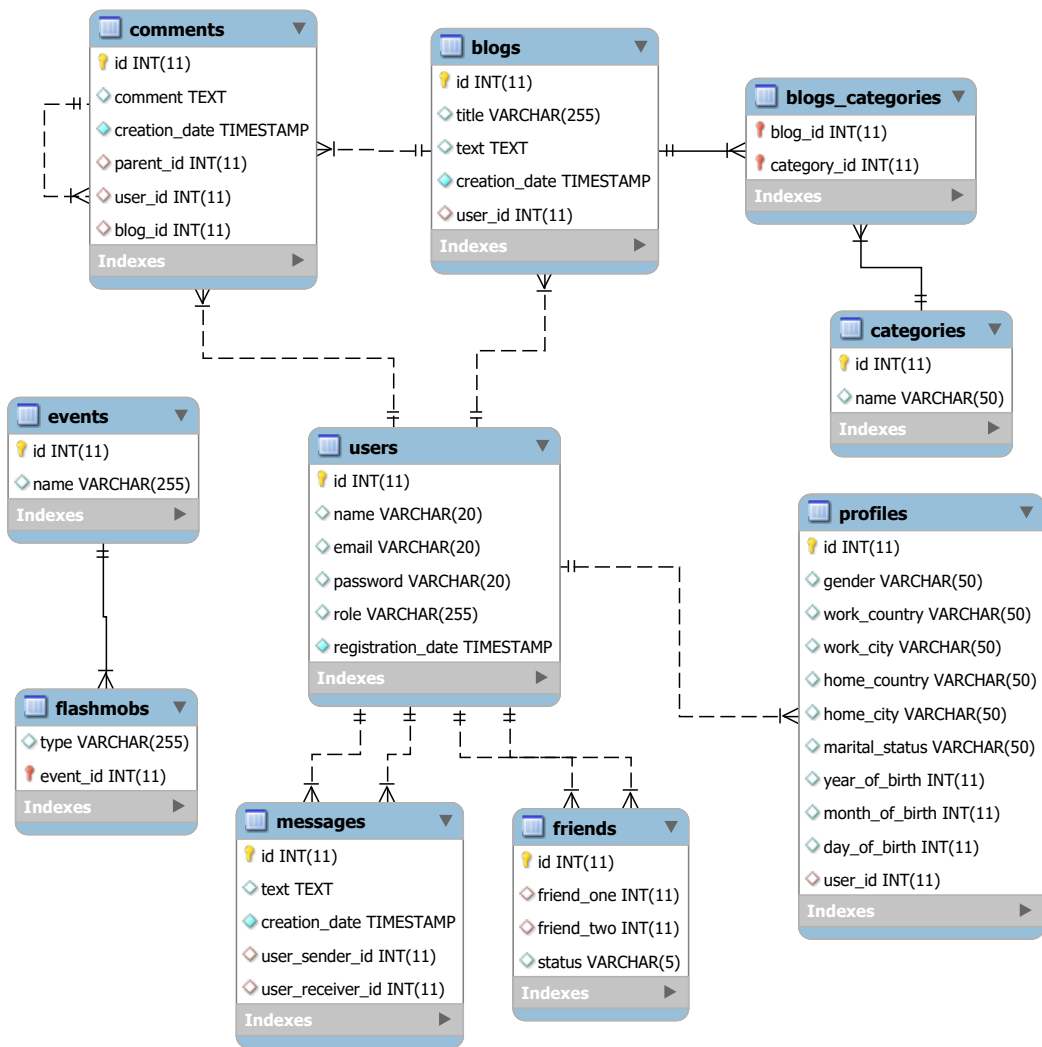 comments
id INT(11)
comment TEXT
creation_date TIMESTAMP
parent_id INT(11)
user_id INT(11)
blog_id INT(11)
Indexes
blogs
id INT(11)
title VARCHAR(255)
text TEXT
creation_date TIMESTAMP
user_id INT(11)
Indexes
blogs_categories
blog_id INT(11)
category_id INT(11)
Indexes
categories
id INT(11)
name VARCHAR(50)
Indexes
events
id INT(11)
name VARCHAR(255)
Indexes
users
id INT(11)
name VARCHAR(20)
email VARCHAR(20)
password VARCHAR(20)
role VARCHAR(255)
registration_date TIMESTAMP
Indexes
profiles
id INT(11)
gender VARCHAR(50)
work_country VARCHAR(50)
work_city VARCHAR(50)
home_country VARCHAR(50)
home_city VARCHAR(50)
marital_status VARCHAR(50)
year_of_birth INT(11)
month_of_birth INT(11)
day_of_birth INT(11)
user_id INT(11)
Indexes
flashmobs
type VARCHAR(255)
event_id INT(11)
Indexes
messages
id INT(11)
text TEXT
creation_date TIMESTAMP
user_sender_id INT(11)
user_receiver_id INT(11)
Indexes
friends
id INT(11)
friend_one INT(11)
friend_two INT(11)
status VARCHAR(5)
Indexes